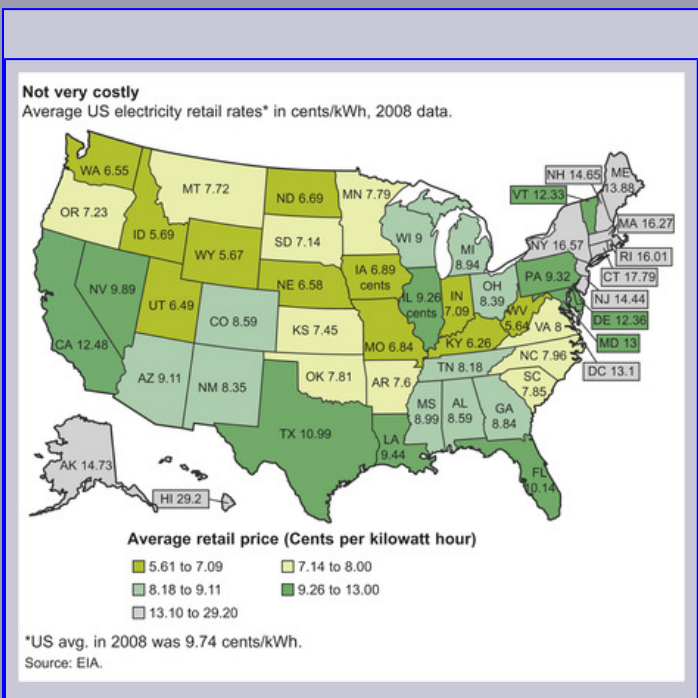 Not very costly
Average US electricity retail rates* in cents/kWh, 2008 data.
WA 6.55
MT 7.72
ND 6.69
MN 7.79
NH 14.65
ME
13.88
VT 12.33
OR 7.23
ID 5.69
WY 5.67
SD 7.14
WI 9
MI
8.94
NY 16.57
MA 16.27
RI 16.01
CT 17.79
NV 9.89
UT 6.49
NE 6.58
IA 6.89
cents
IL 9.26
cents
IN
7.09
OH
8.39
PA 9.32
NJ 14.44
DE 12.36
MD 13
DC 13.1
CO 8.59
KS 7.45
MO 6.84
KY 6.26
WV
5.64
VA 8
CA 12.48
AZ 9.11
NM 8.35
OK 7.81
AR 7.6
TN 8.18
NC 7.96
SC
7.85
MS
8.99
AL
8.59
GA
8.84
TX 10.99
LA
9.44
FL
10.14
AK 14.73
HI 29.2
Average retail price (Cents per kilowatt hour)
5.61 to 7.09
7.14 to 8.00
8.18 to 9.11
9.26 to 13.00
13.10 to 29.20
*US avg. in 2008 was 9.74 cents/kWh.
Source: EIA.